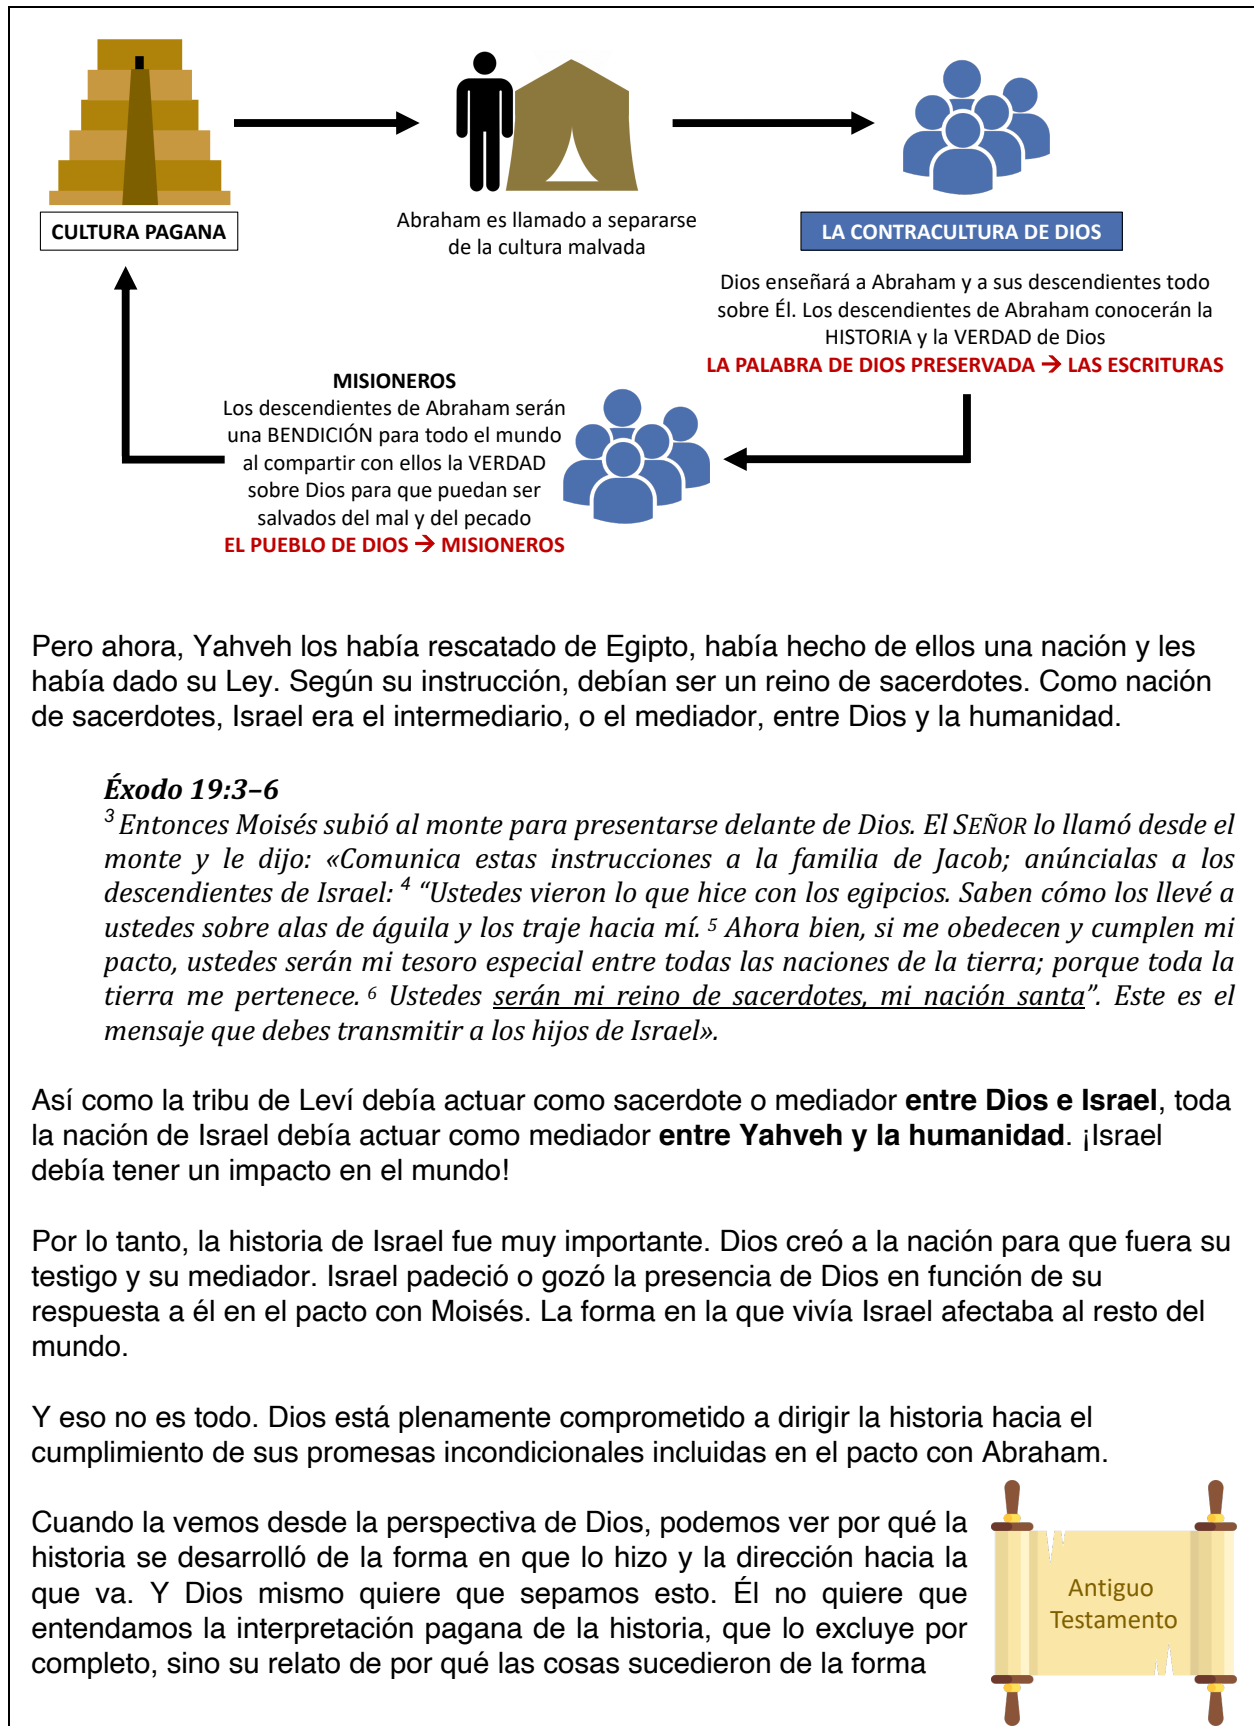 CULTURA PAGANA
Abraham es llamado a separarse
de la cultura malvada
LA CONTRACULTURA DE DIOS
Dios enseñará a Abraham y a sus descendientes todo
sobre Él. Los descendientes de Abraham conocerán la
HISTORIA y la VERDAD de Dios
LA PALABRA DE DIOS PRESERVADA → LAS ESCRITURAS
MISIONEROS
Los descendientes de Abraham serán
una BENDICIÓN para todo el mundo
al compartir con ellos la VERDAD
sobre Dios para que puedan ser
salvados del mal y del pecado
EL PUEBLO DE DIOS → MISIONEROS
Pero ahora, Yahveh los había rescatado de Egipto, había hecho de ellos una nación y les
había dado su Ley. Según su instrucción, debían ser un reino de sacerdotes. Como nación
de sacerdotes, Israel era el intermediario, o el mediador, entre Dios y la humanidad.
Éxodo 19:3–6
3 Entonces Moisés subió al monte para presentarse delante de Dios. El SEÑOR lo llamó desde el
monte y le dijo: «Comunica estas instrucciones a la familia de Jacob; anúncialas a los
descendientes de Israel: 4 “Ustedes vieron lo que hice con los egipcios. Saben cómo los llevé a
ustedes sobre alas de águila y los traje hacia mí. 5 Ahora bien, si me obedecen y cumplen mi
pacto, ustedes serán mi tesoro especial entre todas las naciones de la tierra; porque toda la
tierra me pertenece. 6 Ustedes serán mi reino de sacerdotes, mi nación santa”. Este es el
mensaje que debes transmitir a los hijos de Israel».
Así como la tribu de Leví debía actuar como sacerdote o mediador entre Dios e Israel, toda
la nación de Israel debía actuar como mediador entre Yahveh y la humanidad. ¡Israel
debía tener un impacto en el mundo!
Por lo tanto, la historia de Israel fue muy importante. Dios creó a la nación para que fuera su
testigo y su mediador. Israel padeció o gozó la presencia de Dios en función de su
respuesta a él en el pacto con Moisés. La forma en la que vivía Israel afectaba al resto del
mundo.
Y eso no es todo. Dios está plenamente comprometido a dirigir la historia hacia el
cumplimiento de sus promesas incondicionales incluidas en el pacto con Abraham.
Cuando la vemos desde la perspectiva de Dios, podemos ver por qué la
historia se desarrolló de la forma en que lo hizo y la dirección hacia la
que va. Y Dios mismo quiere que sepamos esto. Él no quiere que
entendamos la interpretación pagana de la historia, que lo excluye por
completo, sino su relato de por qué las cosas sucedieron de la forma
Antiguo
Testamento